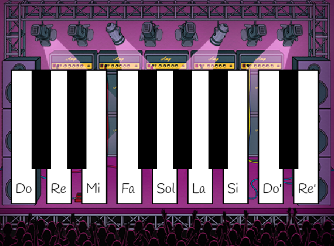 Do Re Mi Fa Sol La Si Do' Re'